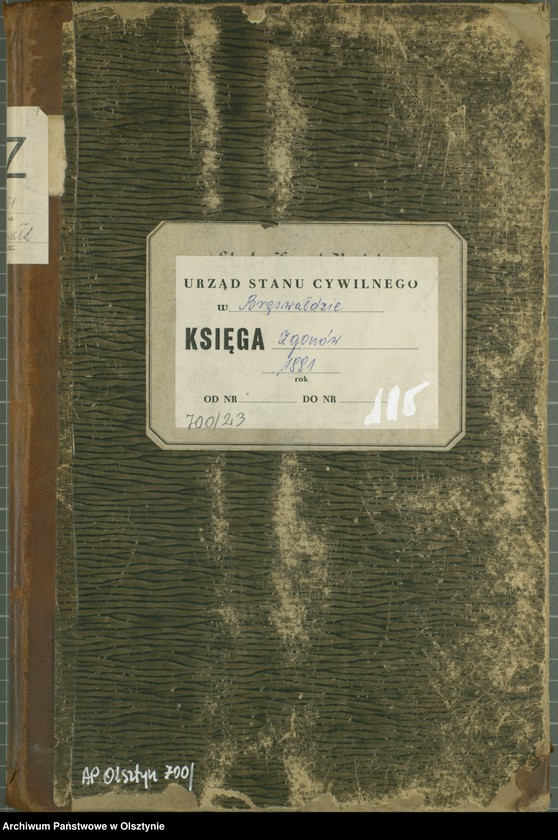 Z
URZĄD STANU CYWILNEGO
w Brąswałdzie
KSIĘGA Zgonów
1881
rok
OD NR DO NR
115
700/23
AP Olsztyn 700/
Archiwum Państwowe w Olsztynie